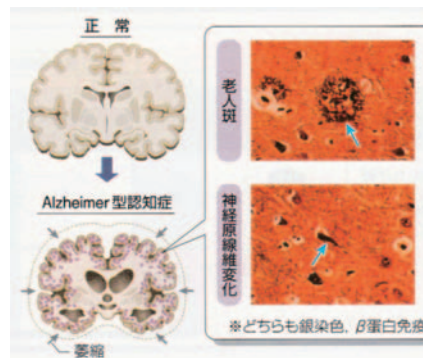 正常
老人斑
Alzheimer型認知症
神経原線維変化
萎縮
※どちらも銀染色、β蛋白免疫